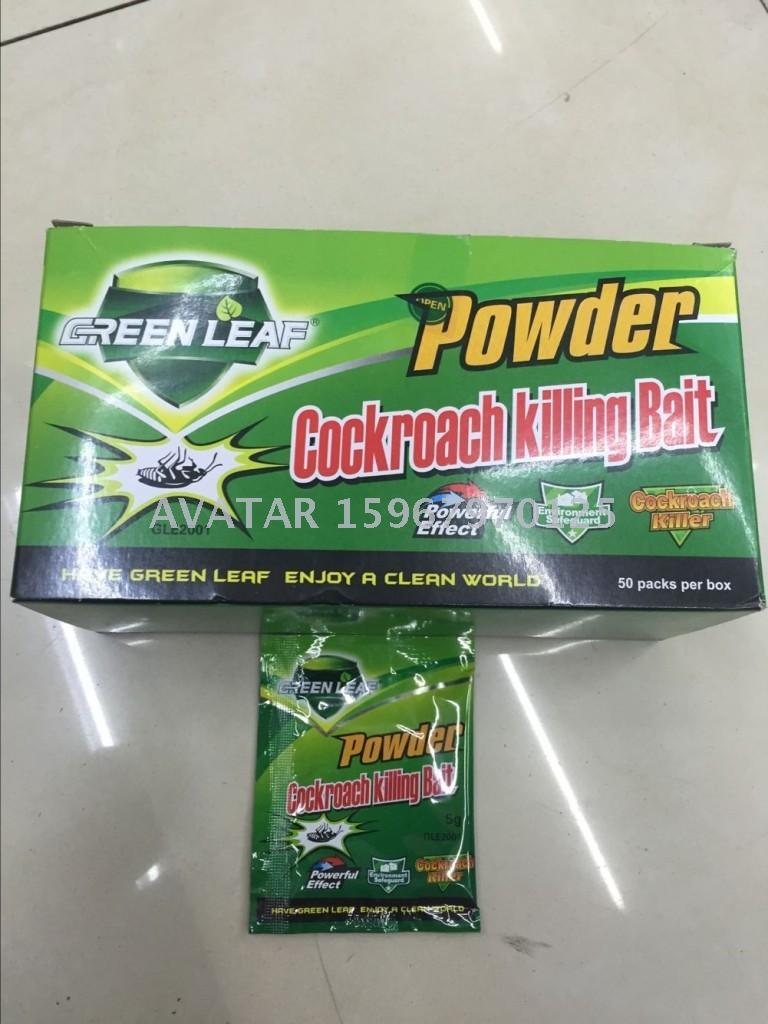 GREEN LEAF®
OPEN
Powder
Cockroach killing Bait
GLE2001
Powerful
Effect
Environment
Safeguard
Cockroach
Killer
HAVE GREEN LEAF ENJOY A CLEAN WORLD
50 packs per box
AVATAR
GREEN LEAF
Powder
Cockroach killing Bait
5g
GLE2001
Powerful
Effect
Environment
Safeguard
Cockroach
Killer
HAVE GREEN LEAF ENJOY A CLEAN WORLD